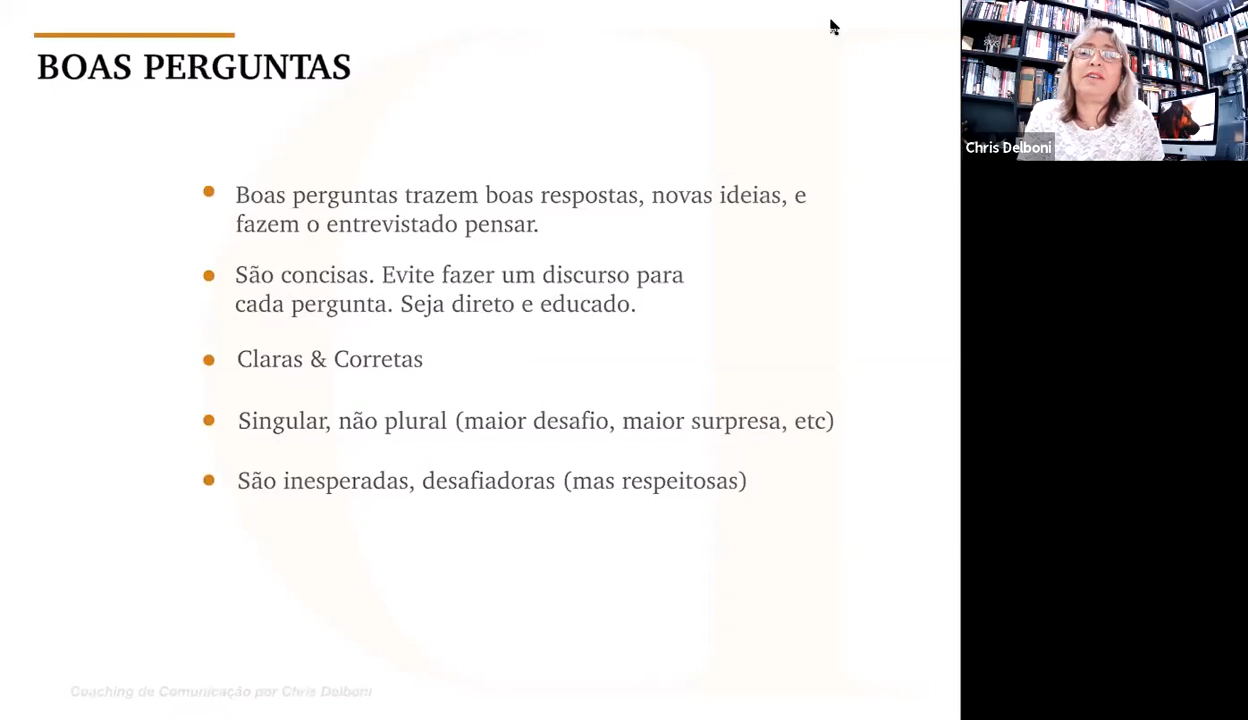 BOAS PERGUNTAS
Boas perguntas trazem boas respostas, novas ideias, e
fazem o entrevistado pensar.
São concisas. Evite fazer um discurso para
cada pergunta. Seja direto e educado.
Claras & Corretas
Singular, não plural (maior desafio, maior surpresa, etc)
São inesperadas, desafiadoras (mas respeitosas)
Coaching de Comunicação por Chris Delboni
Chris Delboni